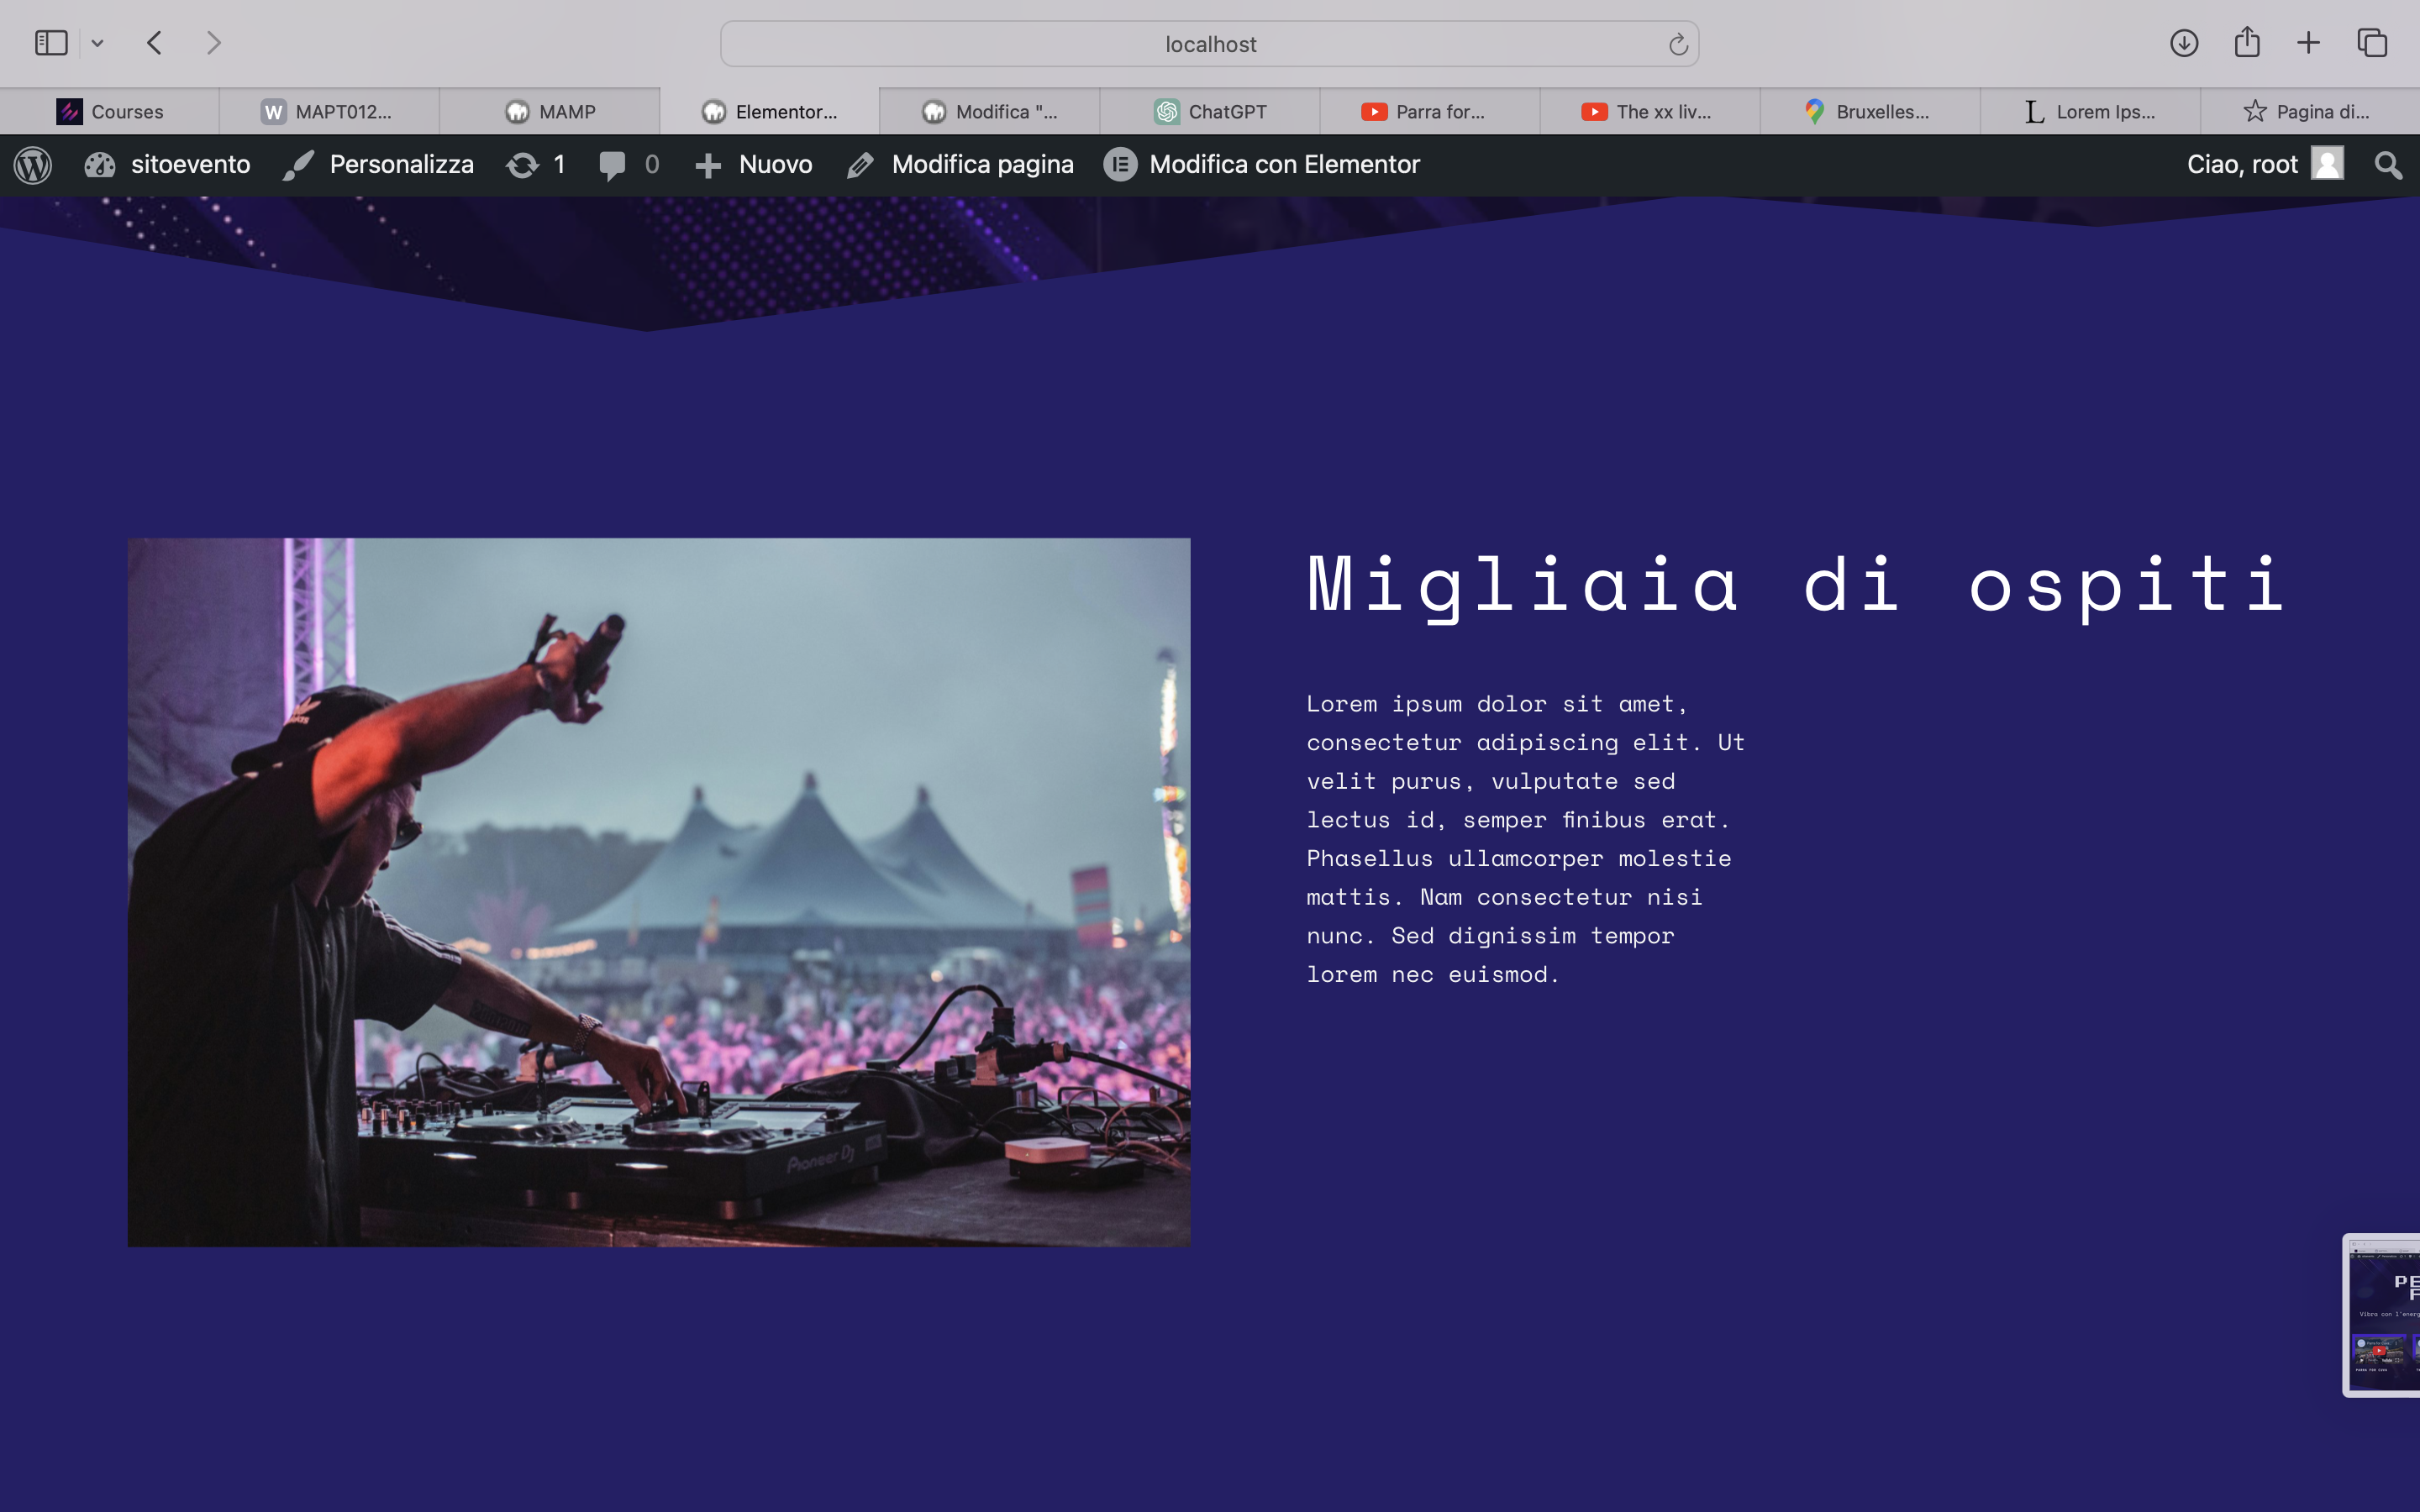 localhost
Courses
MAPT012...
MAMP
Elementor...
Modifica "...
ChatGPT
Parra for...
The xx liv...
Bruxelles...
Lorem Ips...
Pagina di...
sitoevento
Personalizza
1
0
Nuovo
Modifica pagina
Modifica con Elementor
Ciao, root
Migliaia di ospiti
Lorem ipsum dolor sit amet,
consectetur adipiscing elit. Ut
velit purus, vulputate sed
lectus id, semper finibus erat.
Phasellus ullamcorper molestie
mattis. Nam consectetur nisi
nunc. Sed dignissim tempor
lorem nec euismod.
Pioneer Dj
Vibra con l'energ